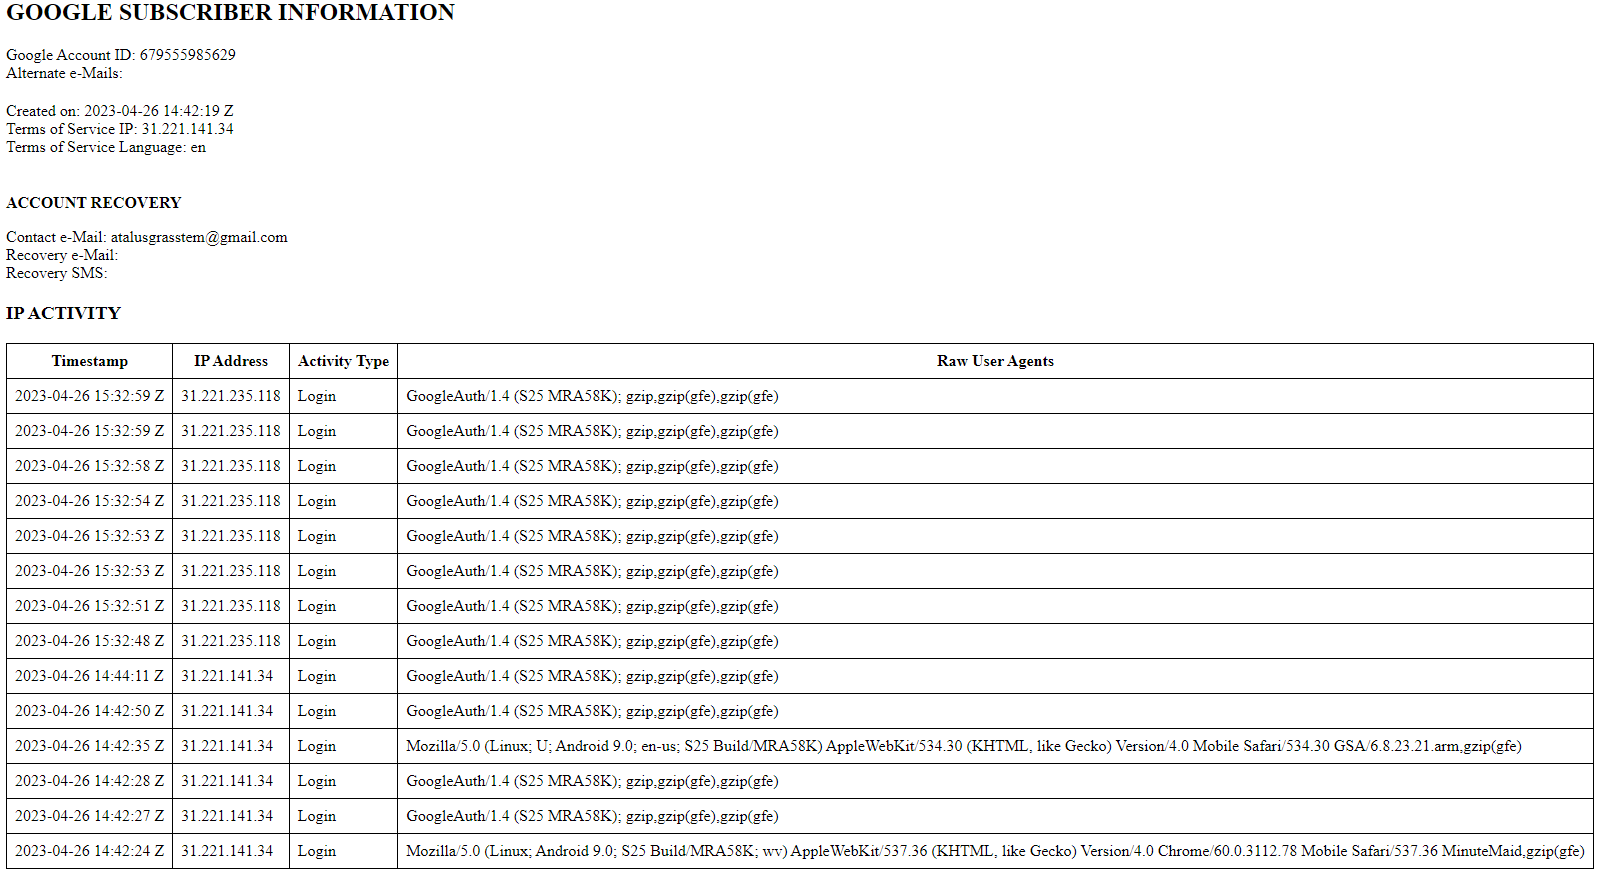 GOOGLE SUBSCRIBER INFORMATION
Google Account ID: 679555985629
Alternate e-Mails:
Created on: 2023-04-26 14:42:19 Z
Terms of Service IP: 31.221.141.34
Terms of Service Language: en
ACCOUNT RECOVERY
Contact e-Mail: atalusgrasstem@gmail.com
Recovery e-Mail:
Recovery SMS:
IP ACTIVITY
Timestamp IP Address Activity Type Raw User Agents
2023-04-26 15:32:59 Z 31.221.235.118 Login GoogleAuth/1.4 (S25 MRA58K); gzip,gzip(gfe),gzip(gfe)
2023-04-26 15:32:59 Z 31.221.235.118 Login GoogleAuth/1.4 (S25 MRA58K); gzip,gzip(gfe),gzip(gfe)
2023-04-26 15:32:58 Z 31.221.235.118 Login GoogleAuth/1.4 (S25 MRA58K); gzip,gzip(gfe),gzip(gfe)
2023-04-26 15:32:54 Z 31.221.235.118 Login GoogleAuth/1.4 (S25 MRA58K); gzip,gzip(gfe),gzip(gfe)
2023-04-26 15:32:53 Z 31.221.235.118 Login GoogleAuth/1.4 (S25 MRA58K); gzip,gzip(gfe),gzip(gfe)
2023-04-26 15:32:53 Z 31.221.235.118 Login GoogleAuth/1.4 (S25 MRA58K); gzip,gzip(gfe),gzip(gfe)
2023-04-26 15:32:51 Z 31.221.235.118 Login GoogleAuth/1.4 (S25 MRA58K); gzip,gzip(gfe),gzip(gfe)
2023-04-26 15:32:48 Z 31.221.235.118 Login GoogleAuth/1.4 (S25 MRA58K); gzip,gzip(gfe),gzip(gfe)
2023-04-26 14:44:11 Z 31.221.141.34 Login GoogleAuth/1.4 (S25 MRA58K); gzip,gzip(gfe),gzip(gfe)
2023-04-26 14:42:50 Z 31.221.141.34 Login GoogleAuth/1.4 (S25 MRA58K); gzip,gzip(gfe),gzip(gfe)
2023-04-26 14:42:35 Z 31.221.141.34 Login Mozilla/5.0 (Linux; U; Android 9.0; en-us; S25 Build/MRA58K) AppleWebKit/534.30 (KHTML, like Gecko) Version/4.0 Mobile Safari/534.30 GSA/6.8.23.21.arm,gzip(gfe)
2023-04-26 14:42:28 Z 31.221.141.34 Login GoogleAuth/1.4 (S25 MRA58K); gzip,gzip(gfe),gzip(gfe)
2023-04-26 14:42:27 Z 31.221.141.34 Login GoogleAuth/1.4 (S25 MRA58K); gzip,gzip(gfe),gzip(gfe)
2023-04-26 14:42:24 Z 31.221.141.34 Login Mozilla/5.0 (Linux; Android 9.0; S25 Build/MRA58K; wv) AppleWebKit/537.36 (KHTML, like Gecko) Version/4.0 Chrome/60.0.3112.78 Mobile Safari/537.36 MinuteMaid,gzip(gfe)